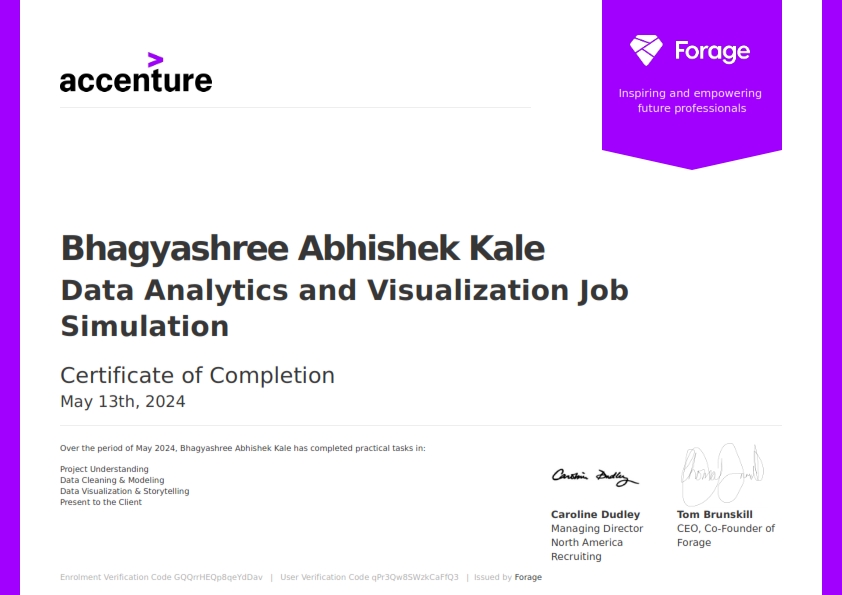 accenture
Forage
Inspiring and empowering
future professionals
Bhagyashree Abhishek Kale
Data Analytics and Visualization Job
Simulation
Certificate of Completion
May 13th, 2024
Over the period of May 2024, Bhagyashree Abhishek Kale has completed practical tasks in:
Project Understanding
Data Cleaning & Modeling
Data Visualization & Storytelling
Present to the Client
Caroline Dudley
Caroline Dudley
Managing Director
North America
Recruiting
Tom Brunskill
CEO, Co-Founder of
Forage
Enrolment Verification Code GQQrrHEQp8qeYdDav | User Verification Code qPr3QwBSWzkCaFfQ3 | Issued by Forage